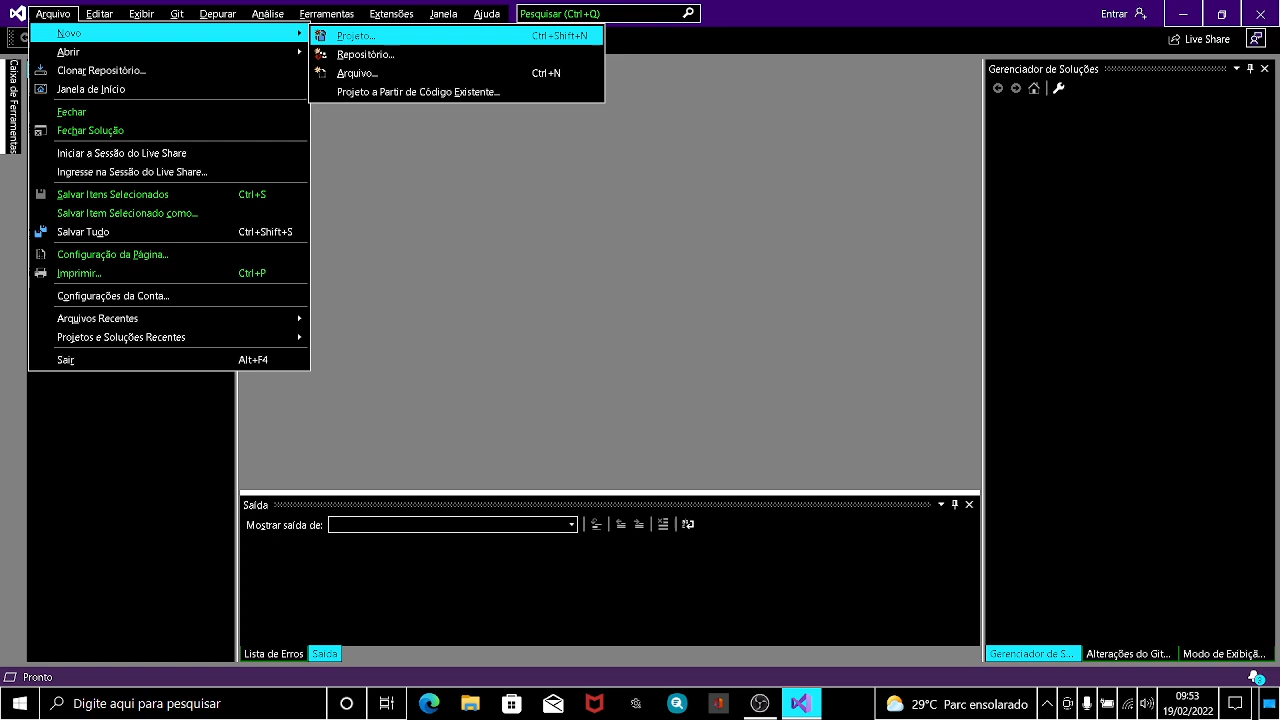 Arquivo Editar Exibir Git Depurar Análise Ferramentas Extensões Janela Ajuda Pesquisar (Ctrl+Q) Entrar
Live Share
Novo
Abrir
Clonar Repositório...
Janela de Início
Fechar
Fechar Solução
Iniciar a Sessão do Live Share
Ingresse na Sessão do Live Share...
Salvar Itens Selecionados Ctrl+S
Salvar Item Selecionado como...
Salvar Tudo Ctrl+Shift+S
Configuração da Página...
Imprimir... Ctrl+P
Configurações da Conta...
Arquivos Recentes
Projetos e Soluções Recentes
Sair Alt+F4
Projeto... Ctrl+Shift+N
Repositório...
Arquivo... Ctrl+N
Projeto a Partir de Código Existente...
Caixa de Ferramentas
Gerenciador de Soluções
Saída
Mostrar saída de:
Lista de Erros Saída
Gerenciador de S... Alterações do Git... Modo de Exibiçã...
Pronto
2
Digite aqui para pesquisar
29°C Parc ensolarado
09:53
19/02/2022